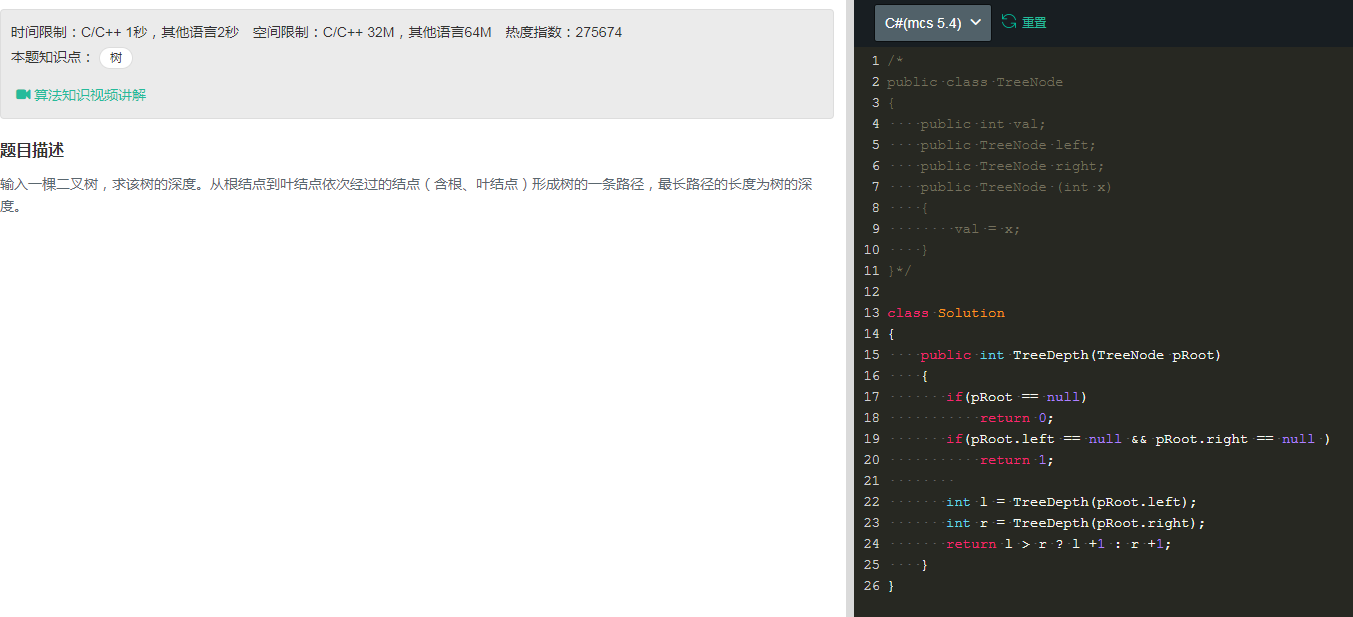 时间限制：C/C++ 1秒，其他语言2秒 空间限制：C/C++ 32M，其他语言64M 热度指数：275674
本题知识点： 树
算法知识视频讲解
题目描述
输入一棵二叉树，求该树的深度。从根结点到叶结点依次经过的结点（含根、叶结点）形成树的一条路径，最长路径的长度为树的深
度。
C#(mcs 5.4) 重置
1 /*
2 public class TreeNode
3 {
4     public int val;
5     public TreeNode left;
6     public TreeNode right;
7     public TreeNode (int x)
8     {
9         val = x;
10     }
11 }*/
12
13 class Solution
14 {
15     public int TreeDepth(TreeNode pRoot)
16     {
17        if(pRoot == null)
18            return 0;
19        if(pRoot.left == null && pRoot.right == null )
20            return 1;
21
22        int l = TreeDepth(pRoot.left);
23        int r = TreeDepth(pRoot.right);
24        return l > r ? l +1 : r +1;
25     }
26 }